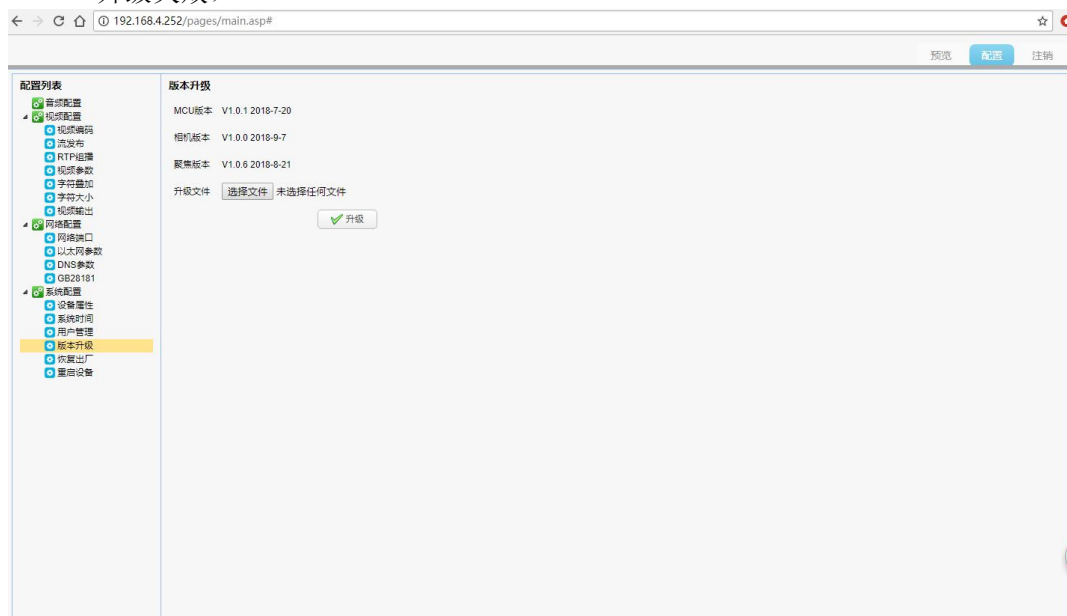 192.168.4.252/pages/main.asp#
预览 配置 注销
配置列表
音频配置
视频配置
视频编码
流发布
RTP组播
视频参数
字符叠加
字符大小
视频输出
网络配置
网络端口
以太网参数
DNS参数
GB28181
系统配置
设备属性
系统时间
用户管理
版本升级
恢复出厂
重启设备
版本升级
MCU版本 V1.0.1 2018-7-20
相机版本 V1.0.0 2018-9-7
聚焦版本 V1.0.6 2018-8-21
升级文件 选择文件 未选择任何文件
升级